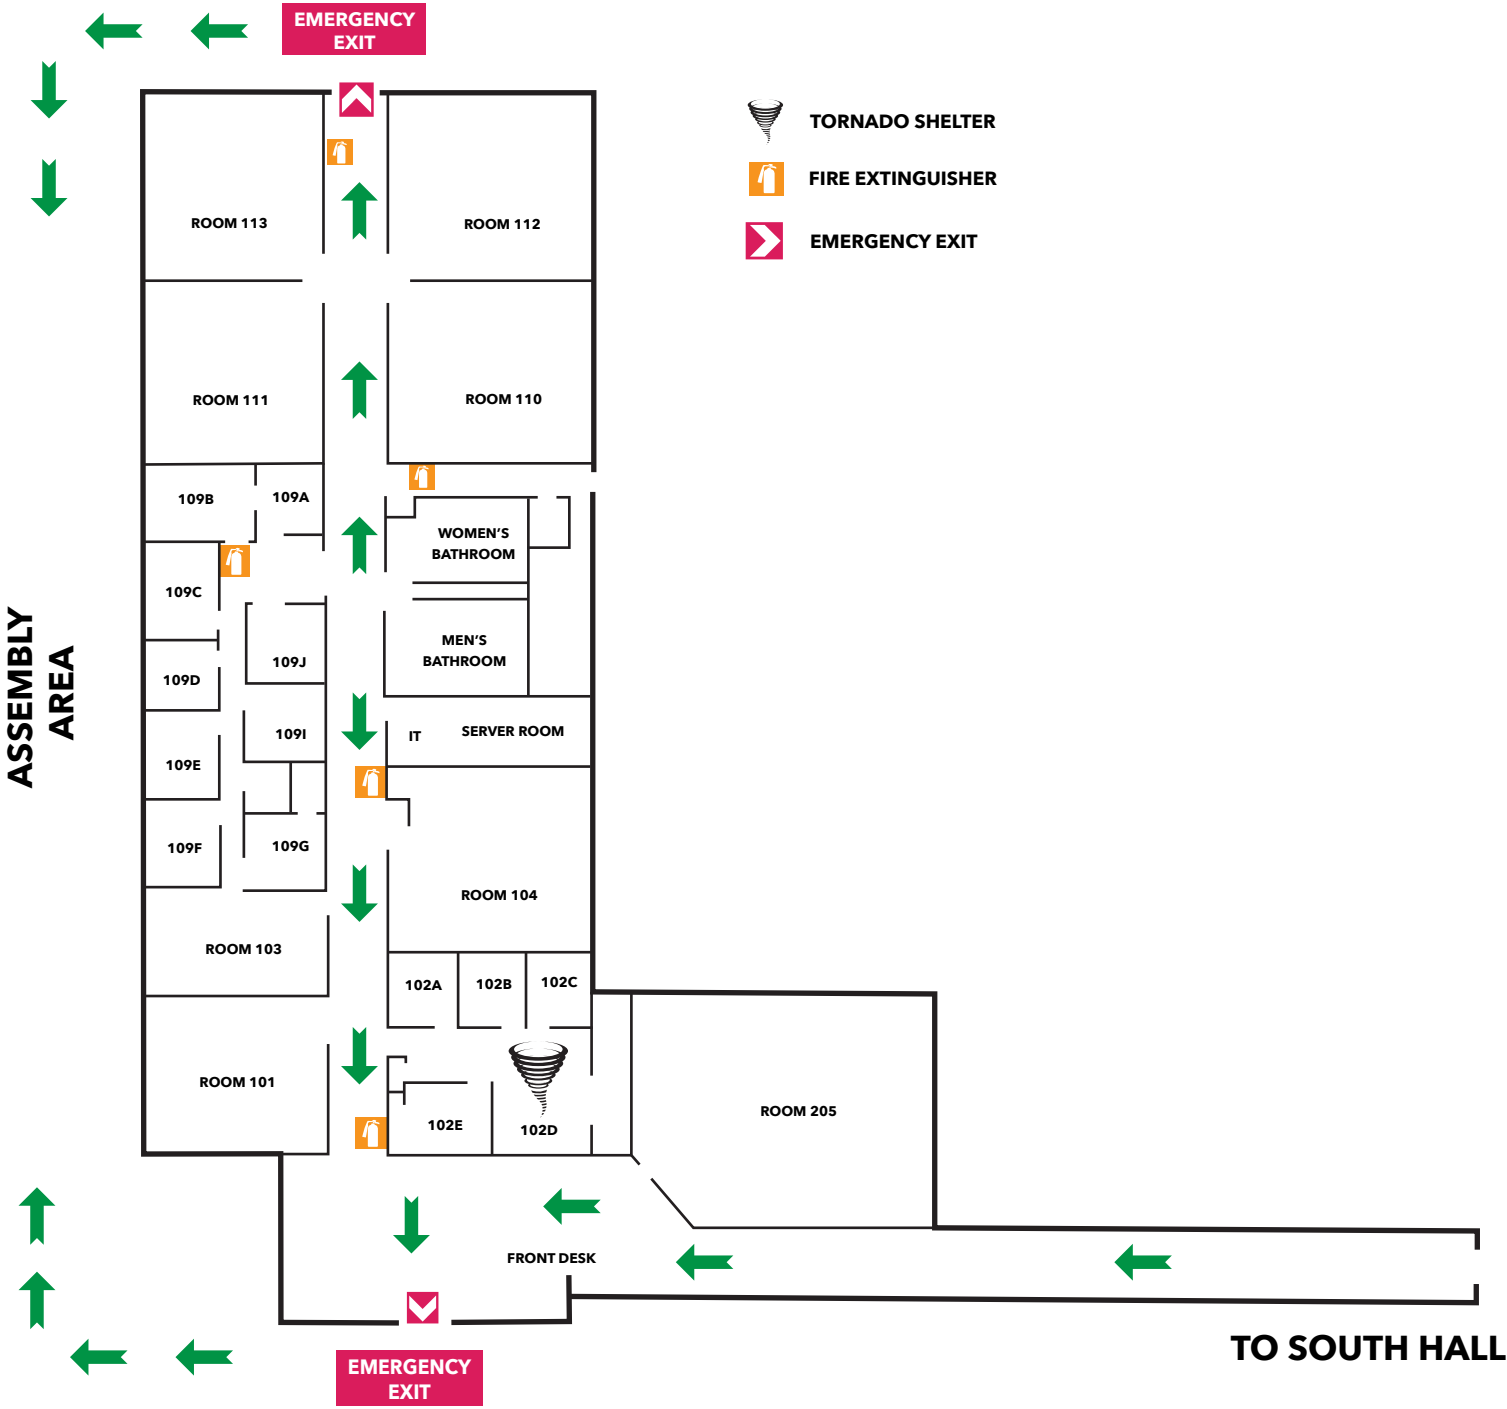 EMERGENCY
EXIT
TORNADO SHELTER
FIRE EXTINGUISHER
EMERGENCY EXIT
ROOM 113
ROOM 112
ROOM 111
ROOM 110
109B
109A
WOMEN'S
BATHROOM
109C
MEN'S
BATHROOM
109J
109D
109I
IT
SERVER ROOM
109E
109F
109G
ROOM 104
ROOM 103
102A
102B
102C
ROOM 101
102E
102D
ROOM 205
ASSEMBLY
AREA
FRONT DESK
TO SOUTH HALL
EMERGENCY
EXIT